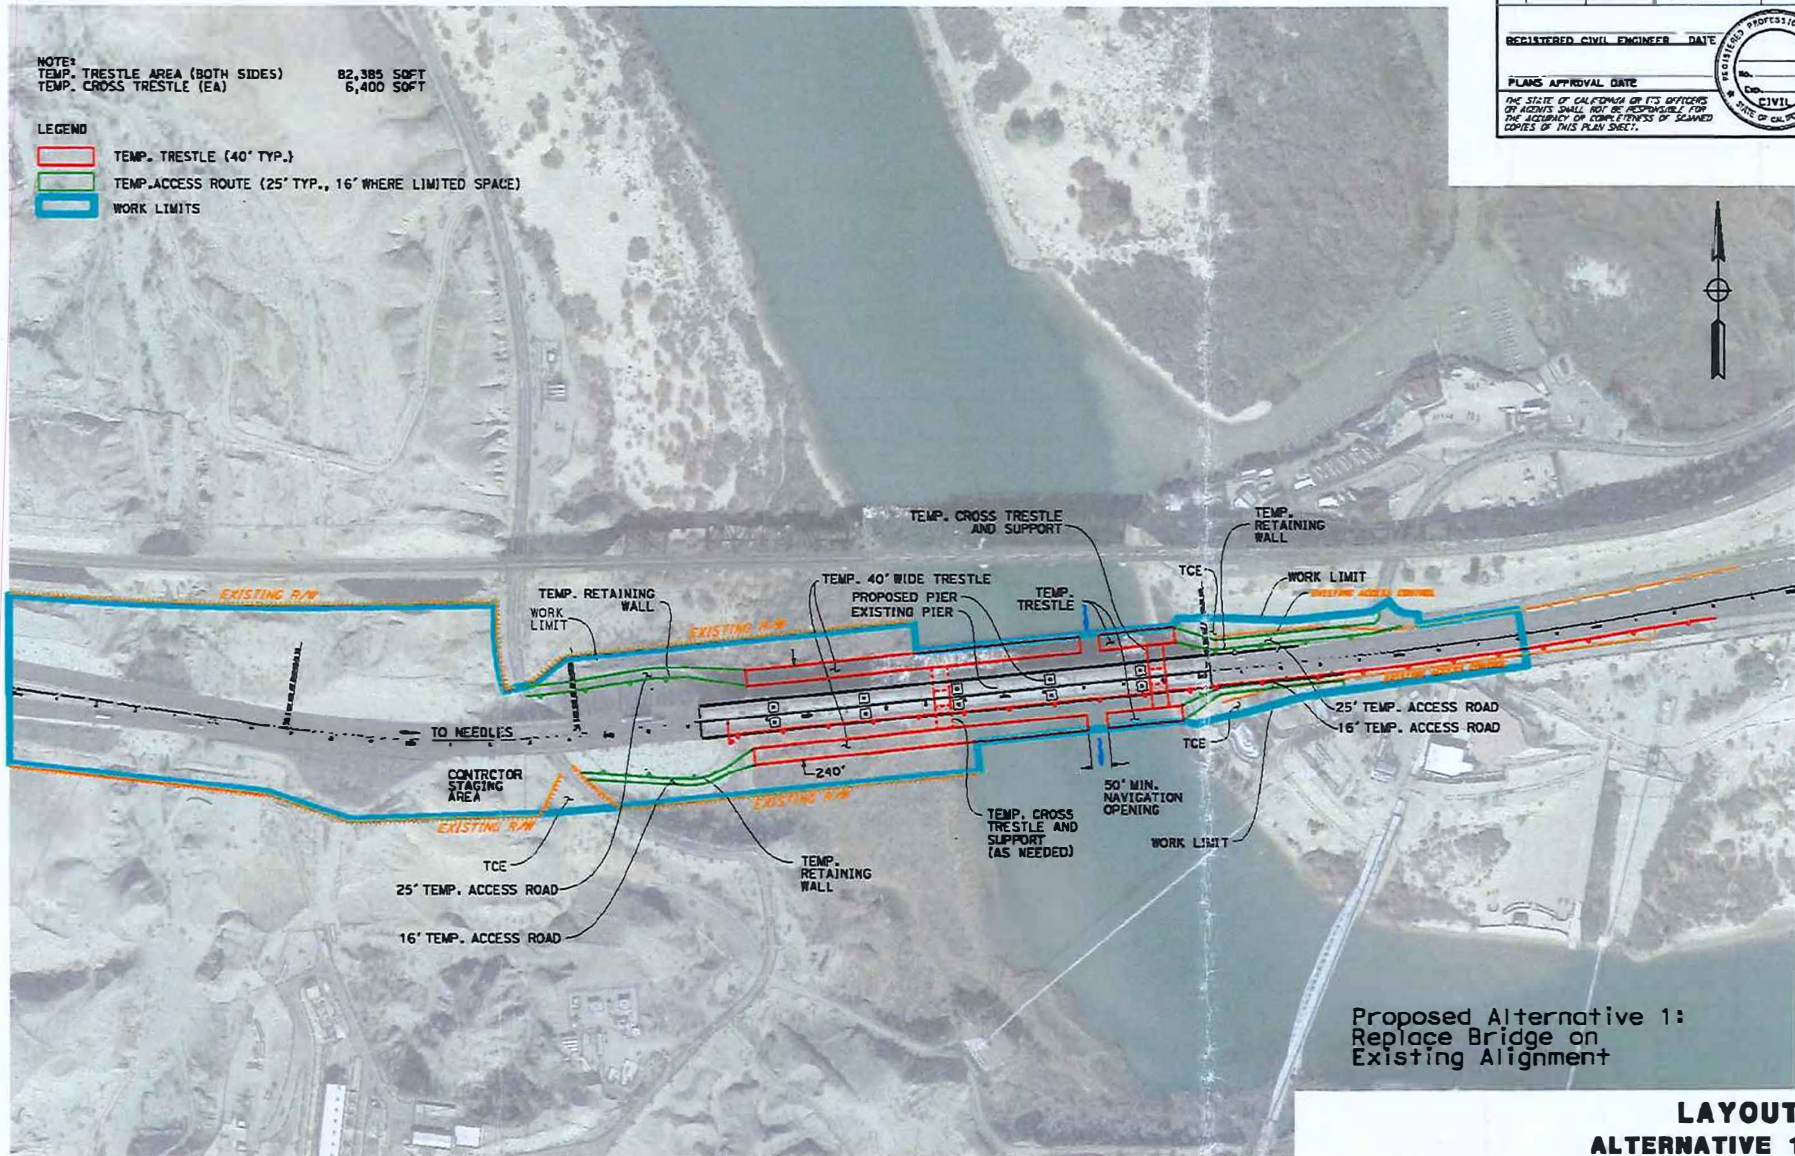 NOTE:
TEMP. TRESTLE AREA (BOTH SIDES) 82,385 SQFT
TEMP. CROSS TRESTLE (EA) 6,400 SQFT
LEGEND
TEMP. TRESTLE (40' TYP.)
TEMP.ACCESS ROUTE (25' TYP., 16' WHERE LIMITED SPACE)
WORK LIMITS
REGISTERED CIVIL ENGINEER DATE
PLANS APPROVAL DATE
THE STATE OF CALIFORNIA OR ITS OFFICERS
OR AGENTS SHALL NOT BE RESPONSIBLE FOR
THE ACCURACY OR COMPLETENESS OF SCANNED
COPIES OF THIS PLAN SHEET.
REGISTERED
No.
Exp.
CIVIL
TEMP. CROSS TRESTLE
AND SUPPORT
TEMP.
RETAINING
WALL
TCE
WORK LIMIT
EXISTING ACCESS CONTROL
EXISTING R/W
TEMP. RETAINING
WALL
WORK
LIMIT
EXISTING R/W
TEMP. 40' WIDE TRESTLE
PROPOSED PIER
EXISTING PIER
TEMP.
TRESTLE
TO NEEDLES
CONTRCTOR
STAGING
AREA
240'
EXISTING R/W
EXISTING R/W
TCE
25' TEMP. ACCESS ROAD
16' TEMP. ACCESS ROAD
TEMP.
RETAINING
WALL
TEMP. CROSS
TRESTLE AND
SUPPORT
(AS NEEDED)
50' MIN.
NAVIGATION
OPENING
WORK LIMIT
TCE
25' TEMP. ACCESS ROAD
16' TEMP. ACCESS ROAD
Proposed Alternative 1:
Replace Bridge on
Existing Alignment
LAYOUT
ALTERNATIVE 1